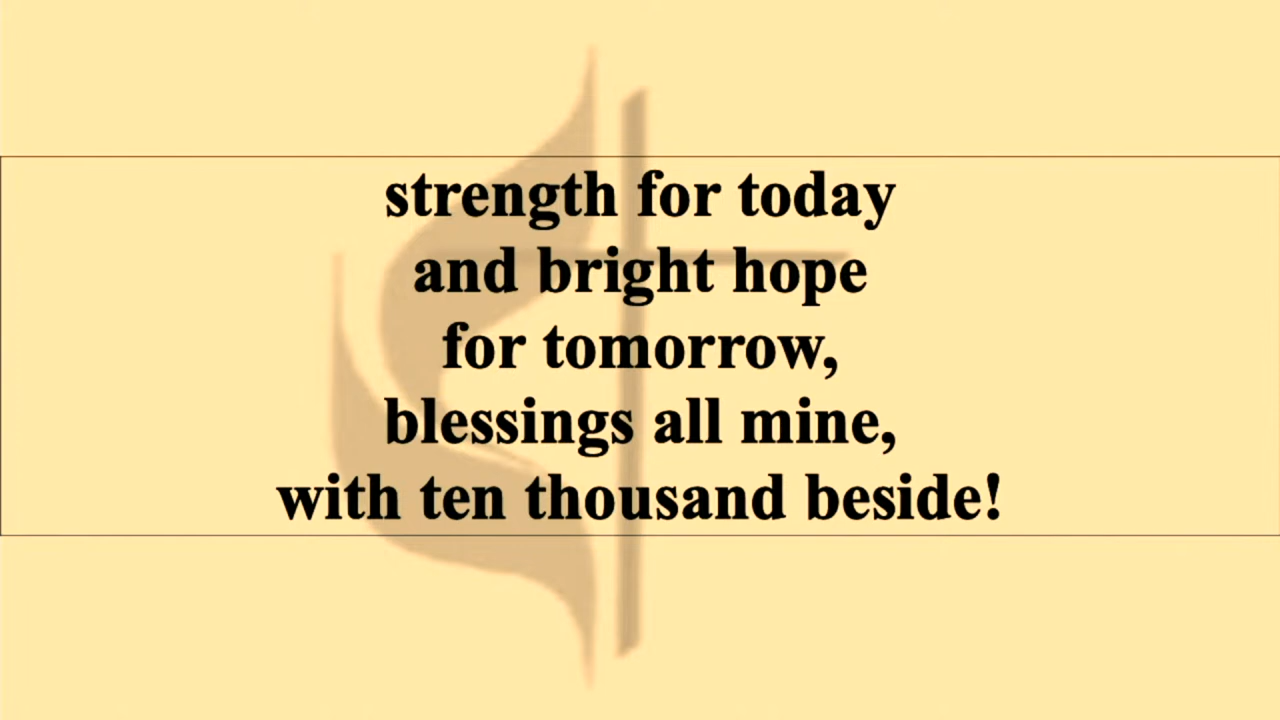 strength for today
and bright hope
for tomorrow,
blessings all mine,
with ten thousand beside!